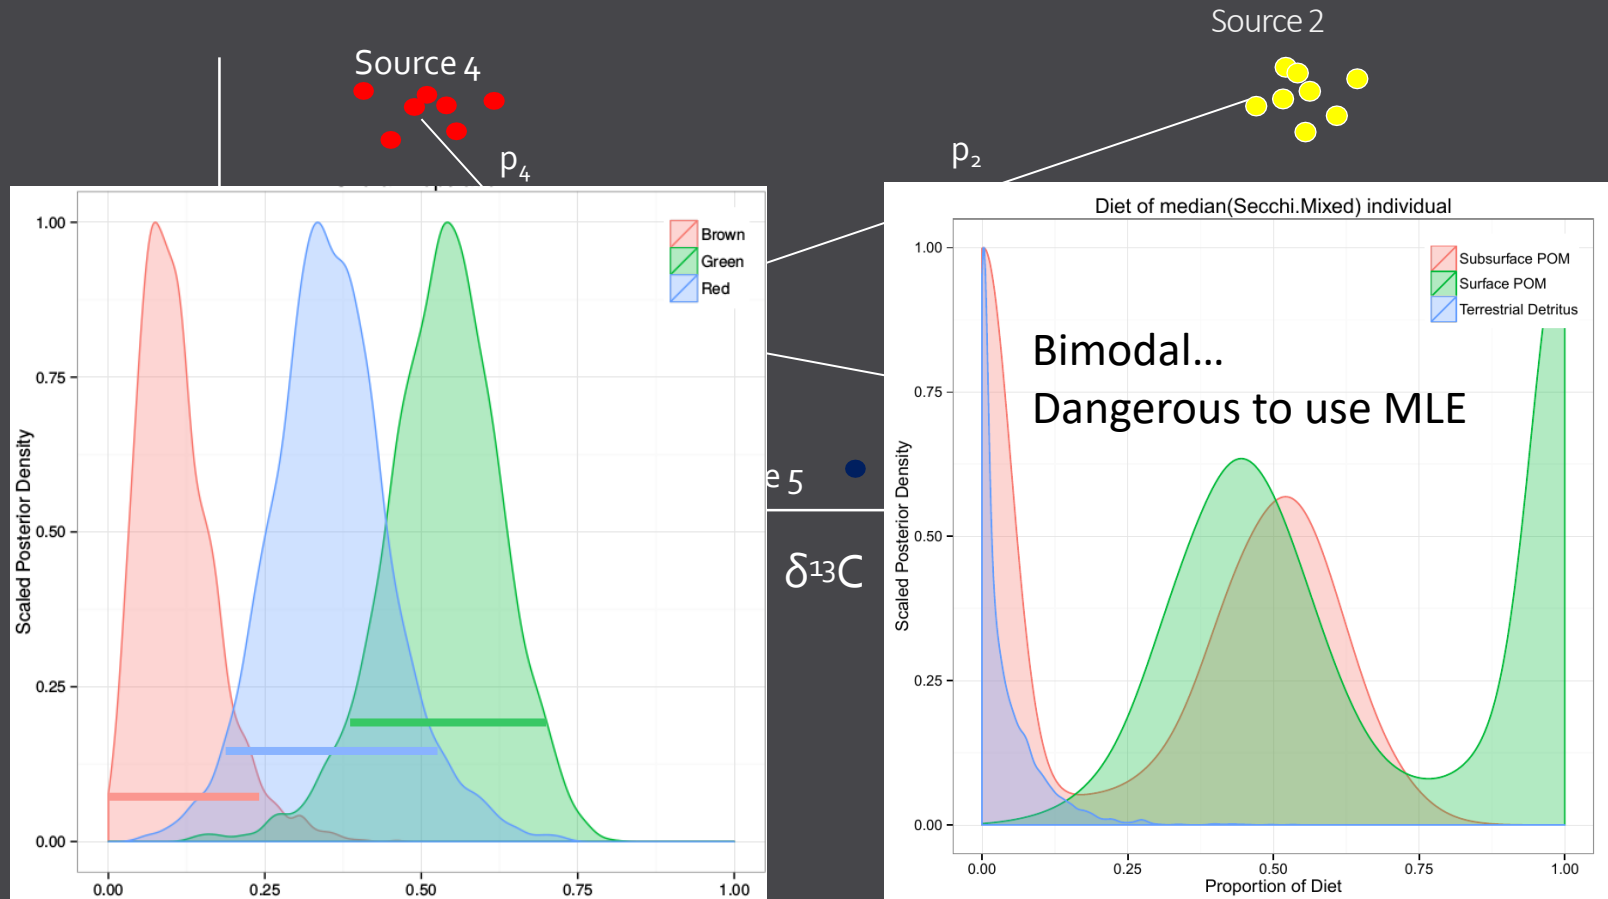 Source 2
Source 4
p₂
p₄
Diet of median(Secchi.Mixed) individual
1.00
0.75
0.50
0.25
0.00
Scaled Posterior Density
Brown
Green
Red
0.00 0.25 0.50 0.75 1.00
e 5
δ¹³C
1.00
0.75
0.50
0.25
0.00
Scaled Posterior Density
Subsurface POM
Surface POM
Terrestrial Detritus
Bimodal...
Dangerous to use MLE
0.00 0.25 0.50 0.75 1.00
Proportion of Diet